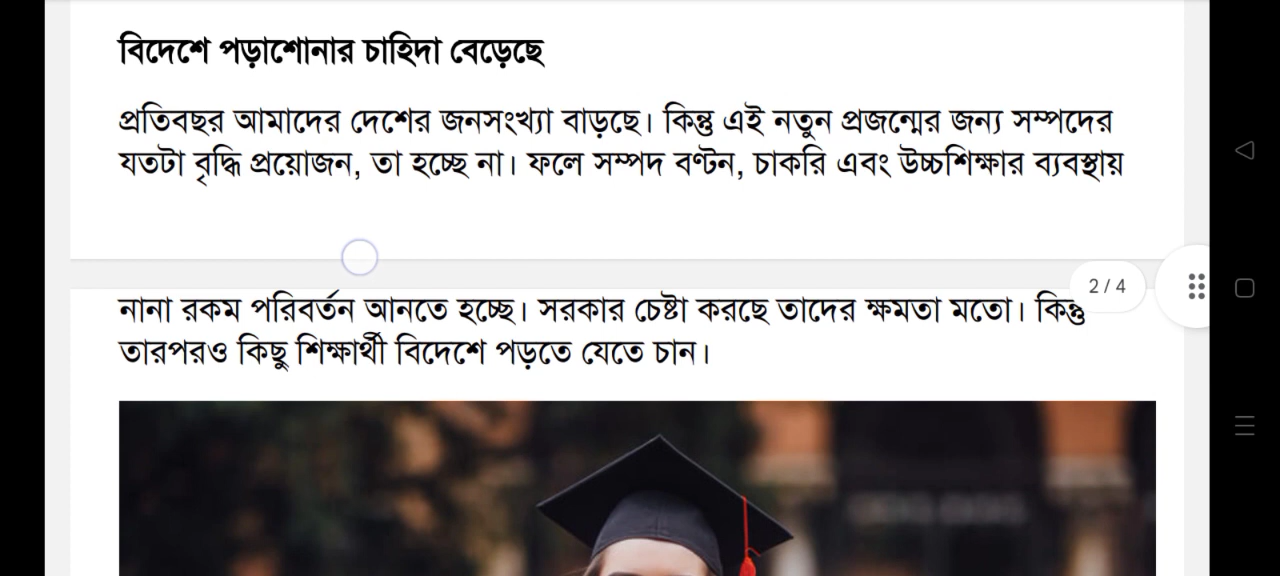 বিদেশে পড়াশোনার চাহিদা বেড়েছে
প্রতিবছর আমাদের দেশের জনসংখ্যা বাড়ছে। কিন্তু এই নতুন প্রজন্মের জন্য সম্পদের
যতটা বৃদ্ধি প্রয়োজন, তা হচ্ছে না। ফলে সম্পদ বণ্টন, চাকরি এবং উচ্চশিক্ষার ব্যবস্থায়
2 / 4
নানা রকম পরিবর্তন আনতে হচ্ছে। সরকার চেষ্টা করছে তাদের ক্ষমতা মতো। কিন্তু
তারপরও কিছু শিক্ষার্থী বিদেশে পড়তে যেতে চান।